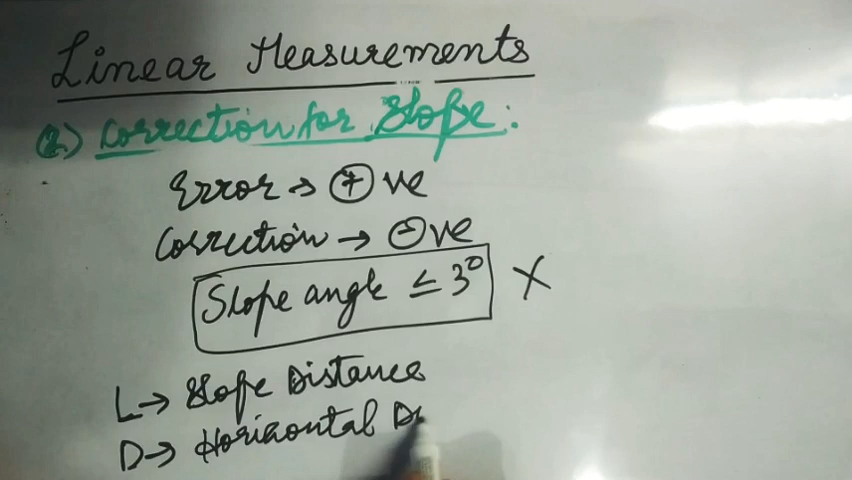 Linear Measurements
(2.) Correction for Slope :
Error → (+) ve
Correction → (-) ve
Slope angle ≤ 3° X
L → Slope Distance
D → Horizontal D